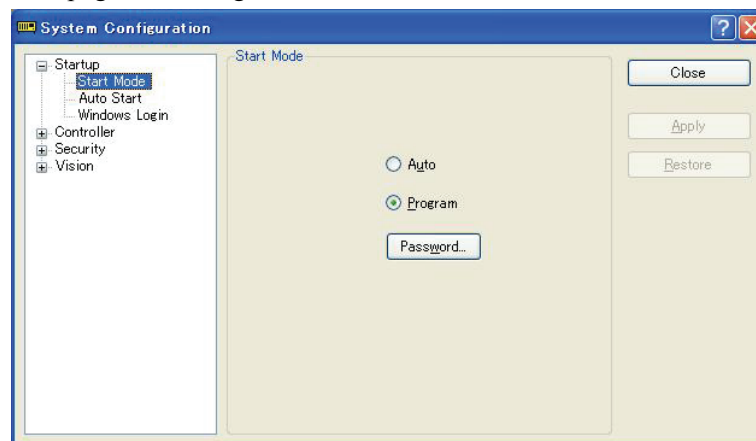 System Configuration
Startup
Start Mode
Auto Start
Windows Login
Controller
Security
Vision
Start Mode
Auto
Program
Password...
Close
Apply
Restore